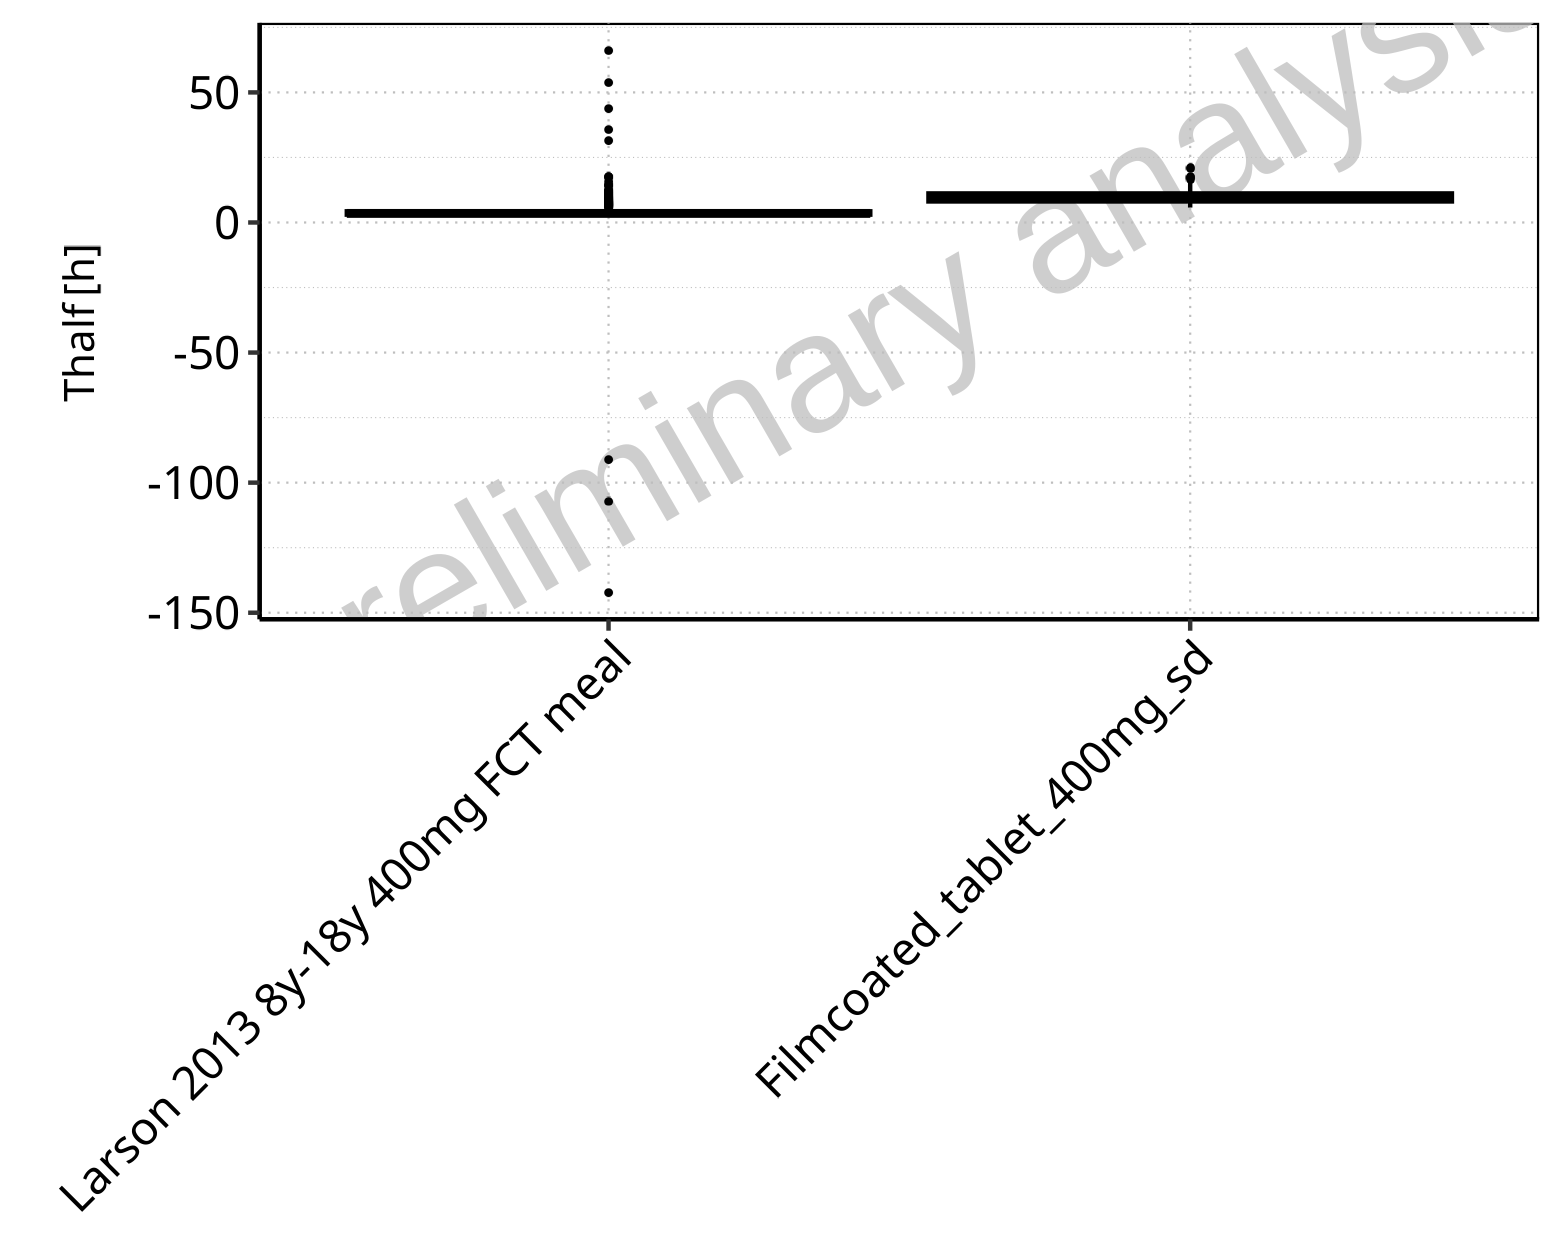 Thalf [h]
50
0
-50
-100
-150
reliminary analysis
Larson 2013 8y-18y 400mg FCT meal
Filmcoated_tablet_400mg_sd